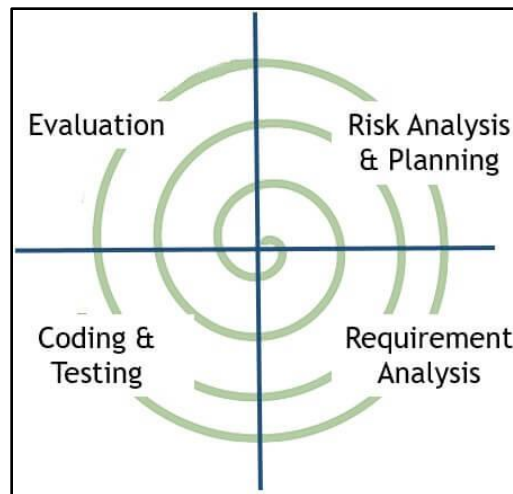 Evaluation
Risk Analysis
& Planning
Coding &
Testing
Requirement
Analysis